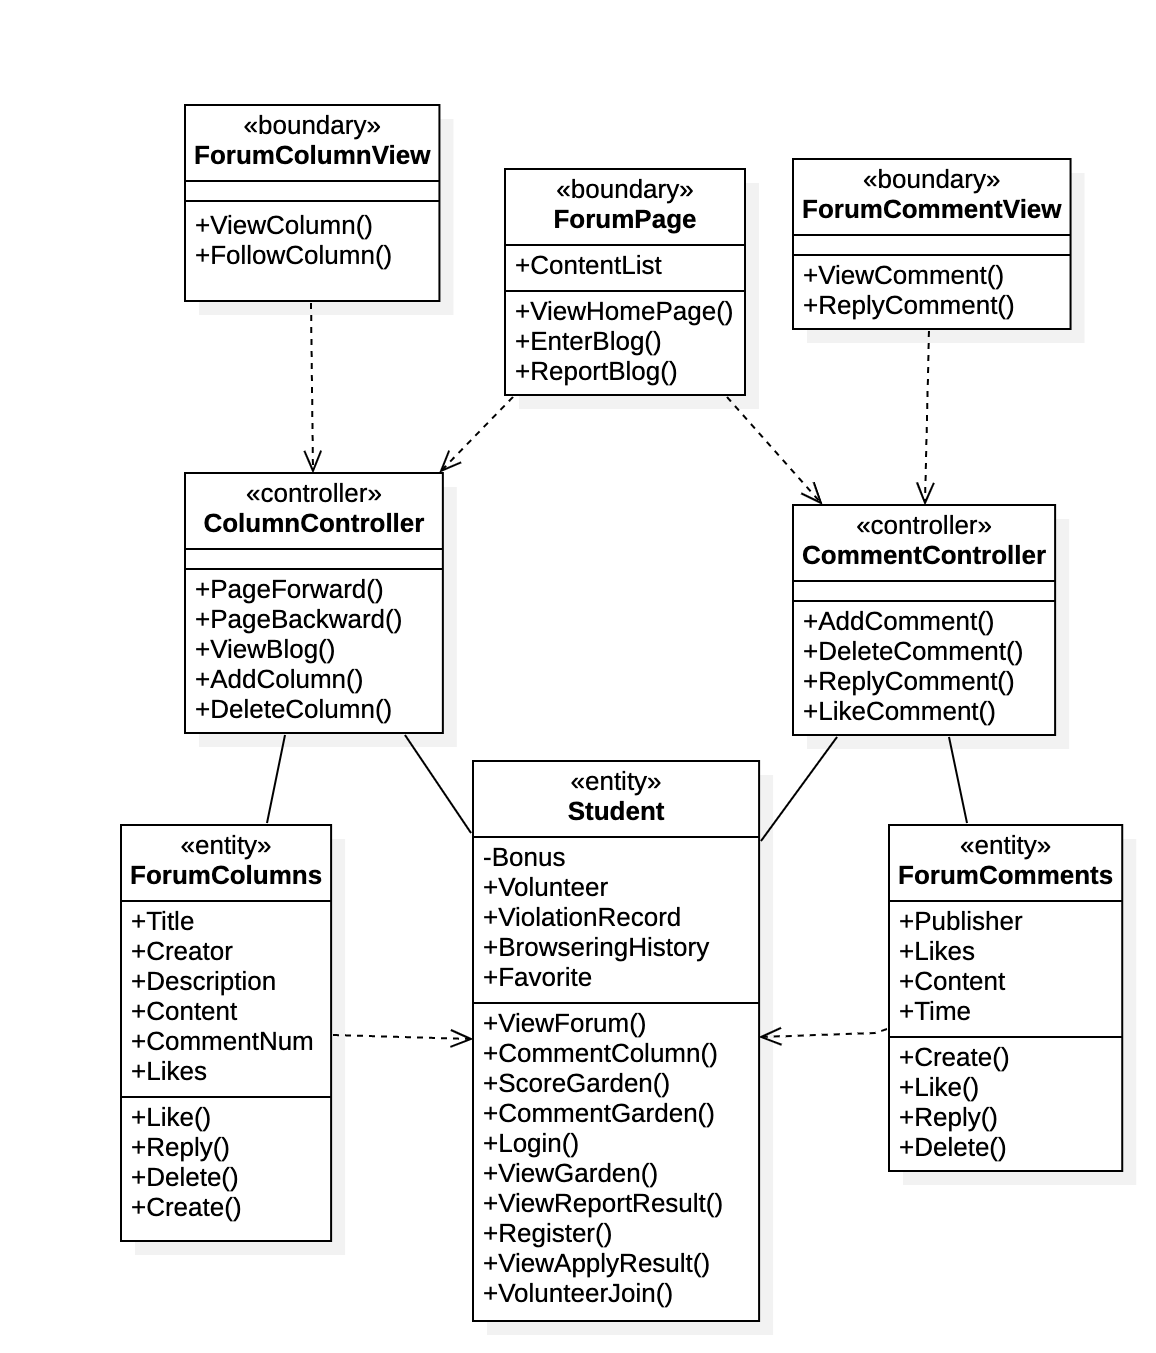 «boundary»
ForumColumnView
+ViewColumn()
+FollowColumn()
«boundary»
ForumPage
+ContentList
+ViewHomePage()
+EnterBlog()
+ReportBlog()
«boundary»
ForumCommentView
+ViewComment()
+ReplyComment()
«controller»
ColumnController
+PageForward()
+PageBackward()
+ViewBlog()
+AddColumn()
+DeleteColumn()
«controller»
CommentController
+AddComment()
+DeleteComment()
+ReplyComment()
+LikeComment()
«entity»
ForumColumns
+Title
+Creator
+Description
+Content
+CommentNum
+Likes
+Like()
+Reply()
+Delete()
+Create()
«entity»
Student
-Bonus
+Volunteer
+ViolationRecord
+BrowseringHistory
+Favorite
+ViewForum()
+CommentColumn()
+ScoreGarden()
+CommentGarden()
+Login()
+ViewGarden()
+ViewReportResult()
+Register()
+ViewApplyResult()
+VolunteerJoin()
«entity»
ForumComments
+Publisher
+Likes
+Content
+Time
+Create()
+Like()
+Reply()
+Delete()